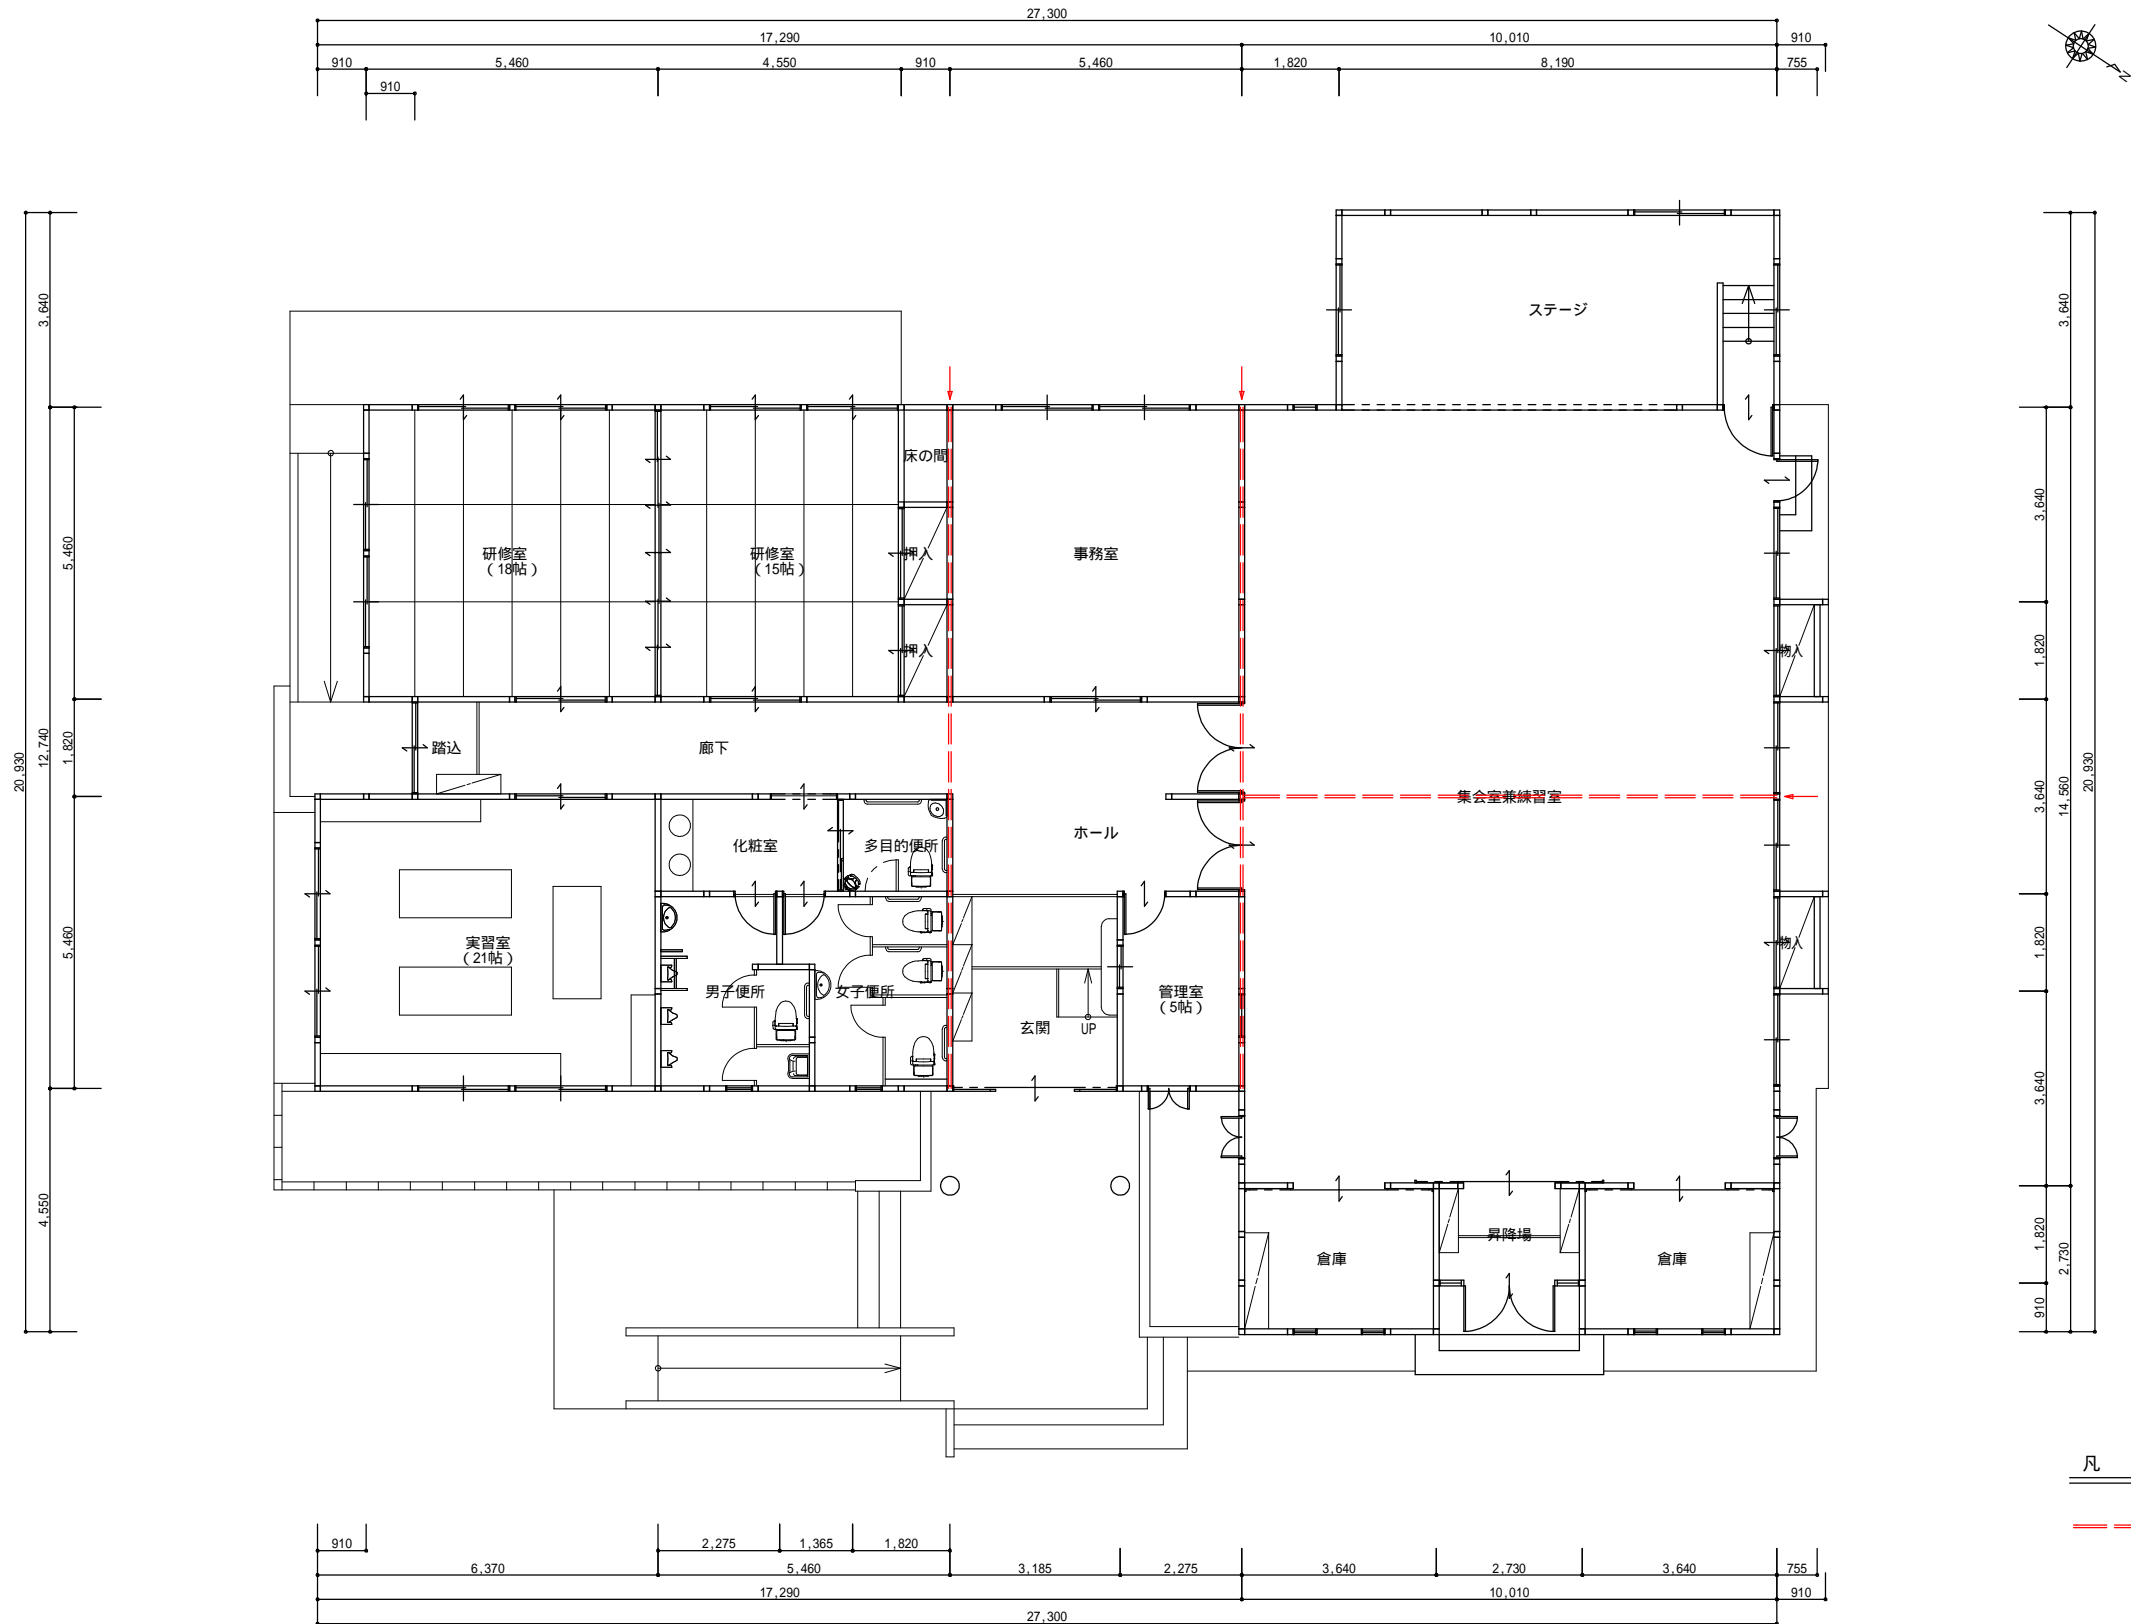 27,300
17,290
10,010
910
910
5,460
4,550
910
5,460
1,820
8,190
755
910
N
3,640
3,640
ステージ
床の間
研修室
（18帖）
研修室
（15帖）
押入
事務室
押入
物入
5,460
3,640
1,820
20,930
12,740
1,820
踏込
廊下
集会室兼練習室
3,640
14,560
20,930
化粧室
多目的便所
ホール
5,460
実習室
（21帖）
男子便所
女子便所
玄関
UP
管理室
（5帖）
物入
1,820
3,640
4,550
倉庫
昇降場
倉庫
1,820
2,730
910
凡
910
2,275
1,365
1,820
6,370
5,460
3,185
2,275
3,640
2,730
3,640
755
17,290
10,010
910
27,300